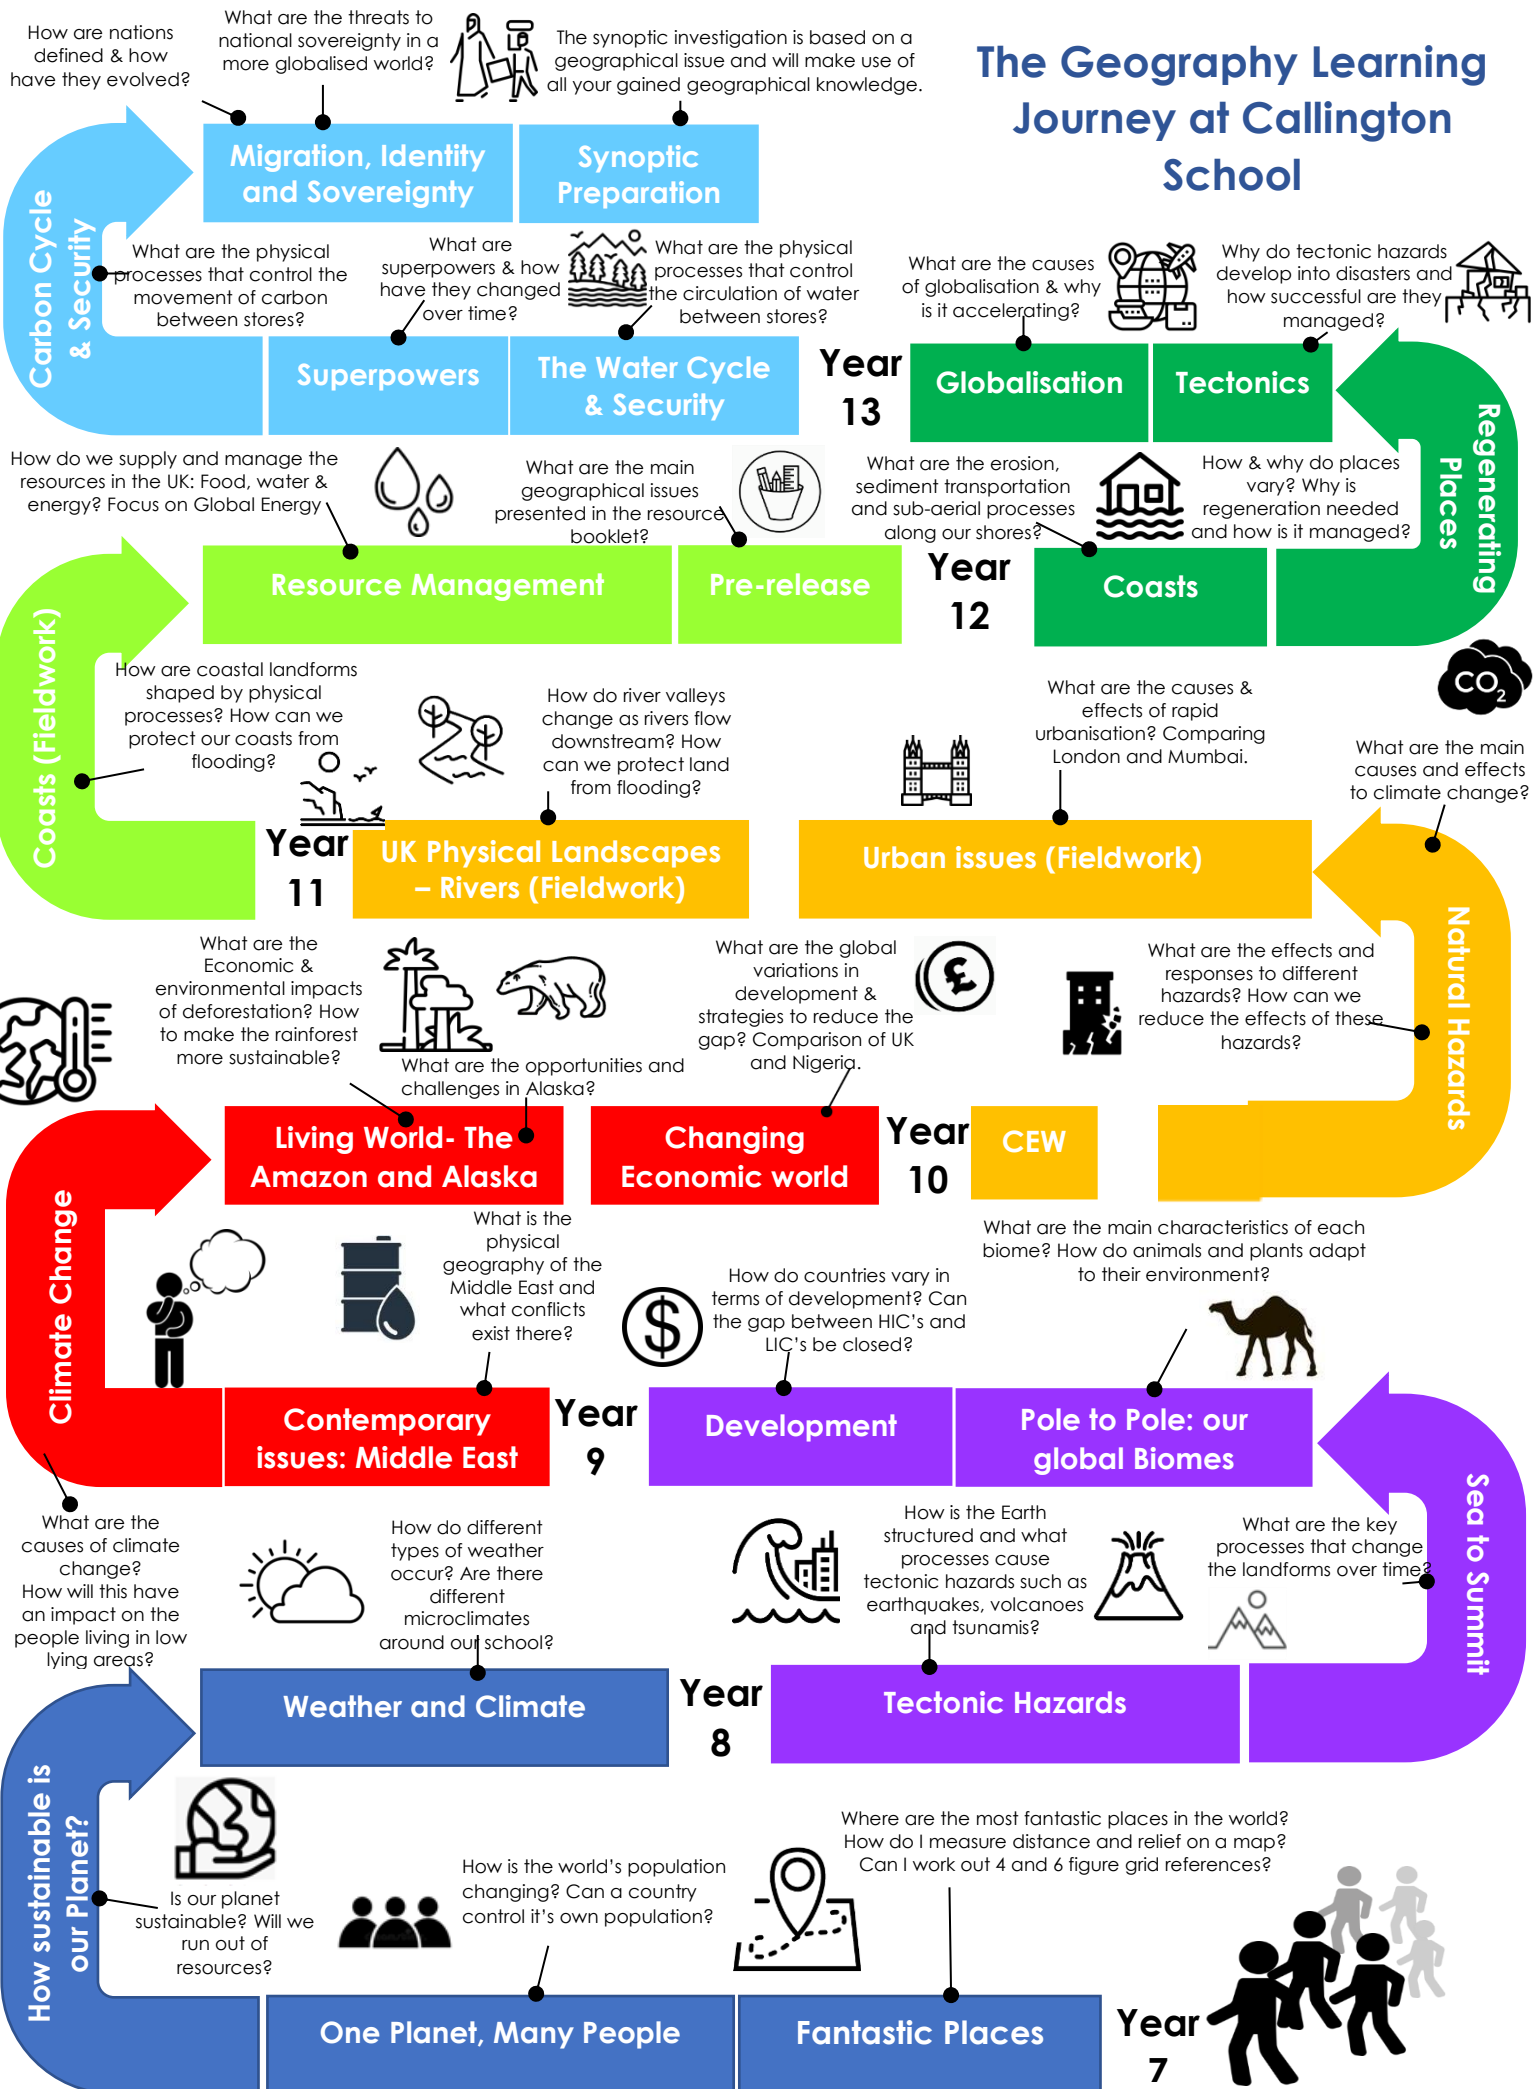 The Geography Learning
Journey at Callington
School
How are nations
defined & how
have they evolved?
What are the threats to
national sovereignty in a
more globalised world?
The synoptic investigation is based on a
geographical issue and will make use of
all your gained geographical knowledge.
Migration, Identity
and Sovereignty
Synoptic
Preparation
Carbon Cycle
& Security
What are the physical
processes that control the
movement of carbon
between stores?
What are
superpowers & how
have they changed
over time?
What are the physical
processes that control
the circulation of water
between stores?
What are the causes
of globalisation & why
is it accelerating?
Why do tectonic hazards
develop into disasters and
how successful are they
managed?
Superpowers
The Water Cycle
& Security
Year
13
Globalisation
Tectonics
Regenerating
Places
How do we supply and manage the
resources in the UK: Food, water &
energy? Focus on Global Energy
What are the main
geographical issues
presented in the resource
booklet?
What are the erosion,
sediment transportation
and sub-aerial processes
along our shores?
How & why do places
vary? Why is
regeneration needed
and how is it managed?
Resource Management
Pre-release
Year
12
Coasts
Coasts (Fieldwork)
How are coastal landforms
shaped by physical
processes? How can we
protect our coasts from
flooding?
How do river valleys
change as rivers flow
downstream? How
can we protect land
from flooding?
What are the causes &
effects of rapid
urbanisation? Comparing
London and Mumbai.
CO2
What are the main
causes and effects
to climate change?
Year
11
UK Physical Landscapes
– Rivers (Fieldwork)
Urban issues (Fieldwork)
Natural Hazards
What are the
Economic &
environmental impacts
of deforestation? How
to make the rainforest
more sustainable?
What are the opportunities and
challenges in Alaska?
What are the global
variations in
development &
strategies to reduce the
gap? Comparison of UK
and Nigeria.
£
What are the effects and
responses to different
hazards? How can we
reduce the effects of these
hazards?
Living World- The
Amazon and Alaska
Changing
Economic world
Year
10
CEW
Climate Change
What is the
physical
geography of the
Middle East and
what conflicts
exist there?
$
How do countries vary in
terms of development? Can
the gap between HIC's and
LIC's be closed?
What are the main characteristics of each
biome? How do animals and plants adapt
to their environment?
Contemporary
issues: Middle East
Year
9
Development
Pole to Pole: our
global Biomes
Sea to Summit
What are the
causes of climate
change?
How will this have
an impact on the
people living in low
lying areas?
How do different
types of weather
occur? Are there
different
microclimates
around our school?
How is the Earth
structured and what
processes cause
tectonic hazards such as
earthquakes, volcanoes
and tsunamis?
What are the key
processes that change
the landforms over time?
Weather and Climate
Year
8
Tectonic Hazards
How sustainable is
our Planet?
Is our planet
sustainable? Will we
run out of
resources?
How is the world's population
changing? Can a country
control it's own population?
Where are the most fantastic places in the world?
How do I measure distance and relief on a map?
Can I work out 4 and 6 figure grid references?
One Planet, Many People
Fantastic Places
Year
7